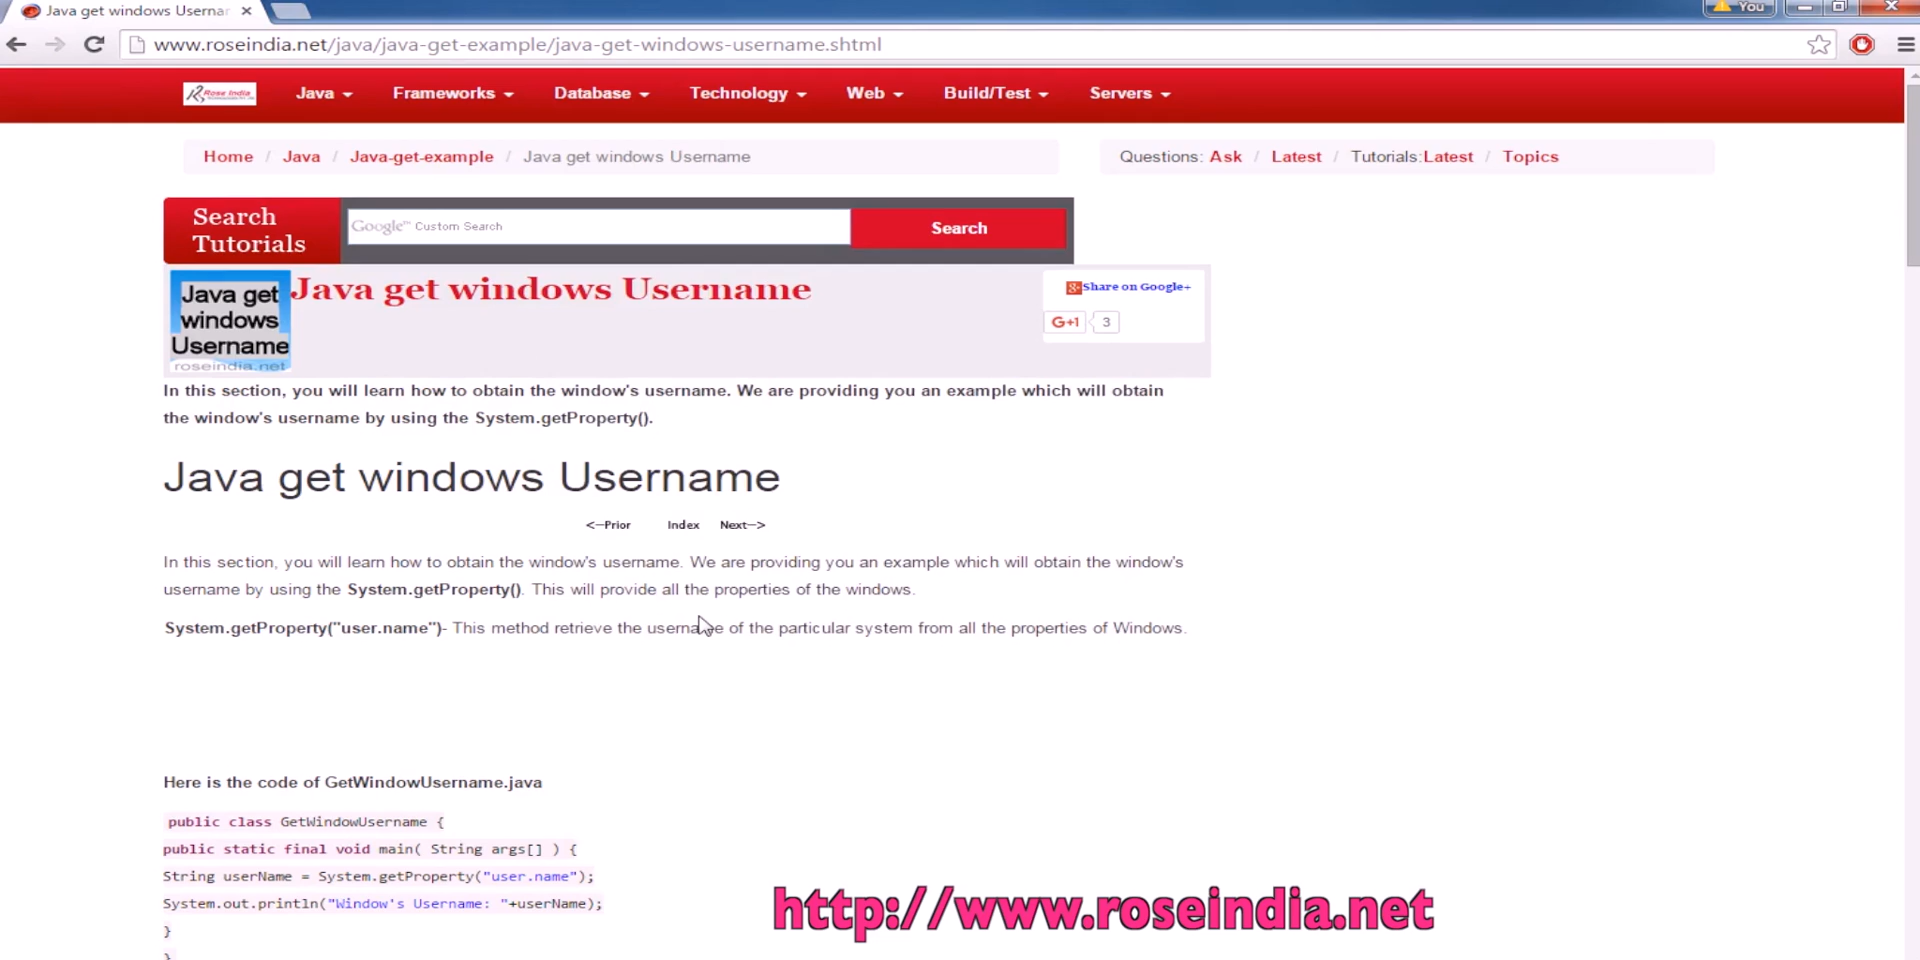 Java get windows Usernar
You
www.roseindia.net/java/java-get-example/java-get-windows-username.shtml
Rose India
Java
Frameworks
Database
Technology
Web
Build/Test
Servers
Home / Java / Java-get-example / Java get windows Username
Questions: Ask / Latest / Tutorials:Latest / Topics
Search
Tutorials
Google™ Custom Search
Search
Java get
windows
Username
roseindia.net
Java get windows Username
Share on Google+
G+1
3
In this section, you will learn how to obtain the window's username. We are providing you an example which will obtain
the window's username by using the System.getProperty().
Java get windows Username
<--Prior Index Next-->
In this section, you will learn how to obtain the window's username. We are providing you an example which will obtain the window's
username by using the System.getProperty(). This will provide all the properties of the windows.
System.getProperty("user.name")- This method retrieve the username of the particular system from all the properties of Windows.
Here is the code of GetWindowUsername.java
public class GetWindowUsername {
public static final void main( String args[] ) {
String userName = System.getProperty("user.name");
System.out.println("Window's Username: "+userName);
}
}
http://www.roseindia.net